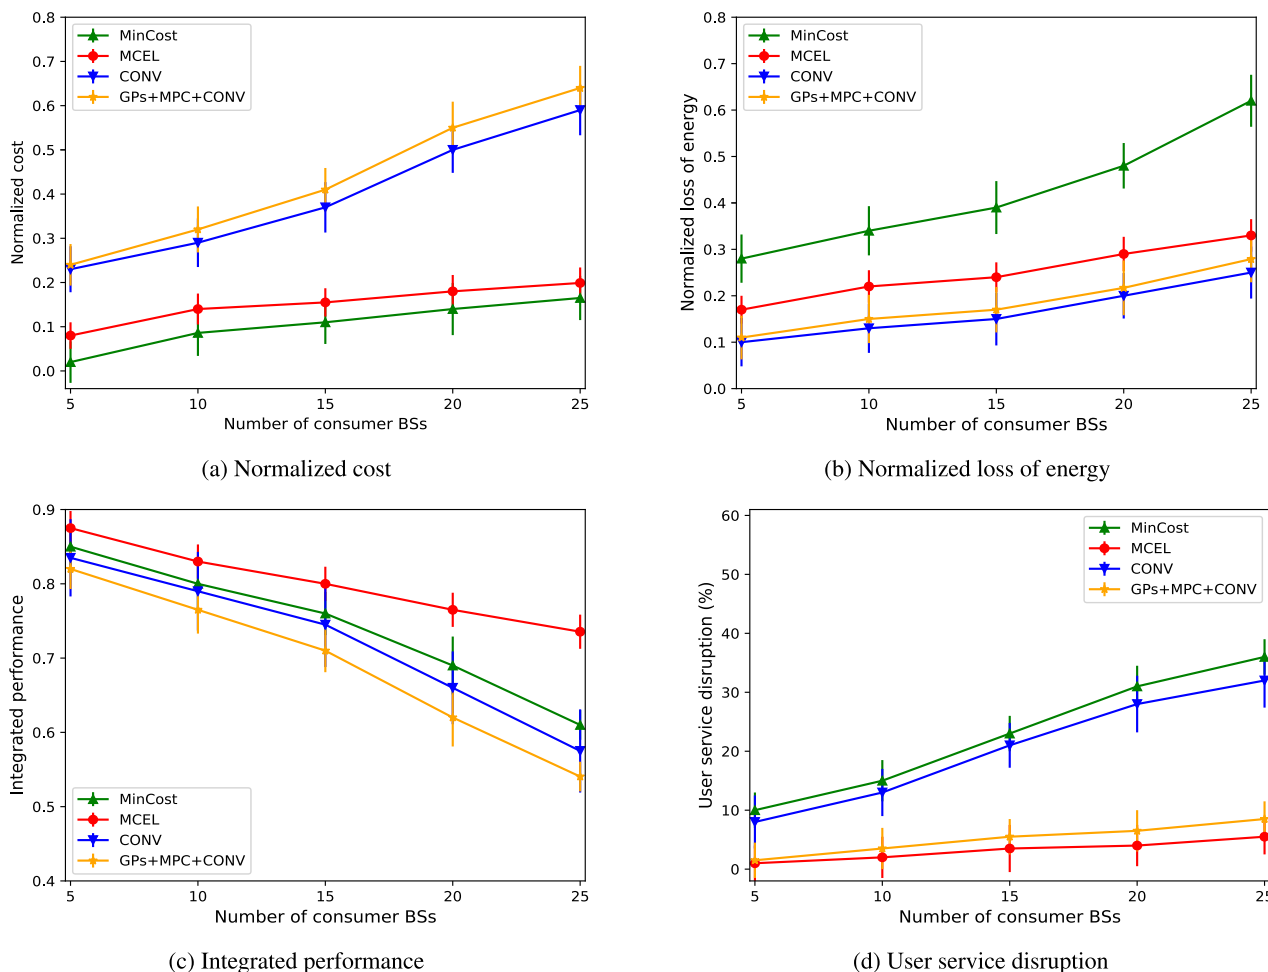 0.8
0.7
0.6
0.5
0.4
0.3
0.2
0.1
0.0
Normalized cost
MinCost
MCEL
CONV
GPs+MPC+CONV
5 10 15 20 25
Number of consumer BSs
(a) Normalized cost
0.8
0.7
0.6
0.5
0.4
0.3
0.2
0.1
0.0
Normalized loss of energy
MinCost
MCEL
CONV
GPs+MPC+CONV
5 10 15 20 25
Number of consumer BSs
(b) Normalized loss of energy
0.9
0.8
0.7
0.6
0.5
0.4
Integrated performance
MinCost
MCEL
CONV
GPs+MPC+CONV
5 10 15 20 25
Number of consumer BSs
(c) Integrated performance
60
50
40
30
20
10
0
User service disruption (%)
MinCost
MCEL
CONV
GPs+MPC+CONV
5 10 15 20 25
Number of consumer BSs
(d) User service disruption